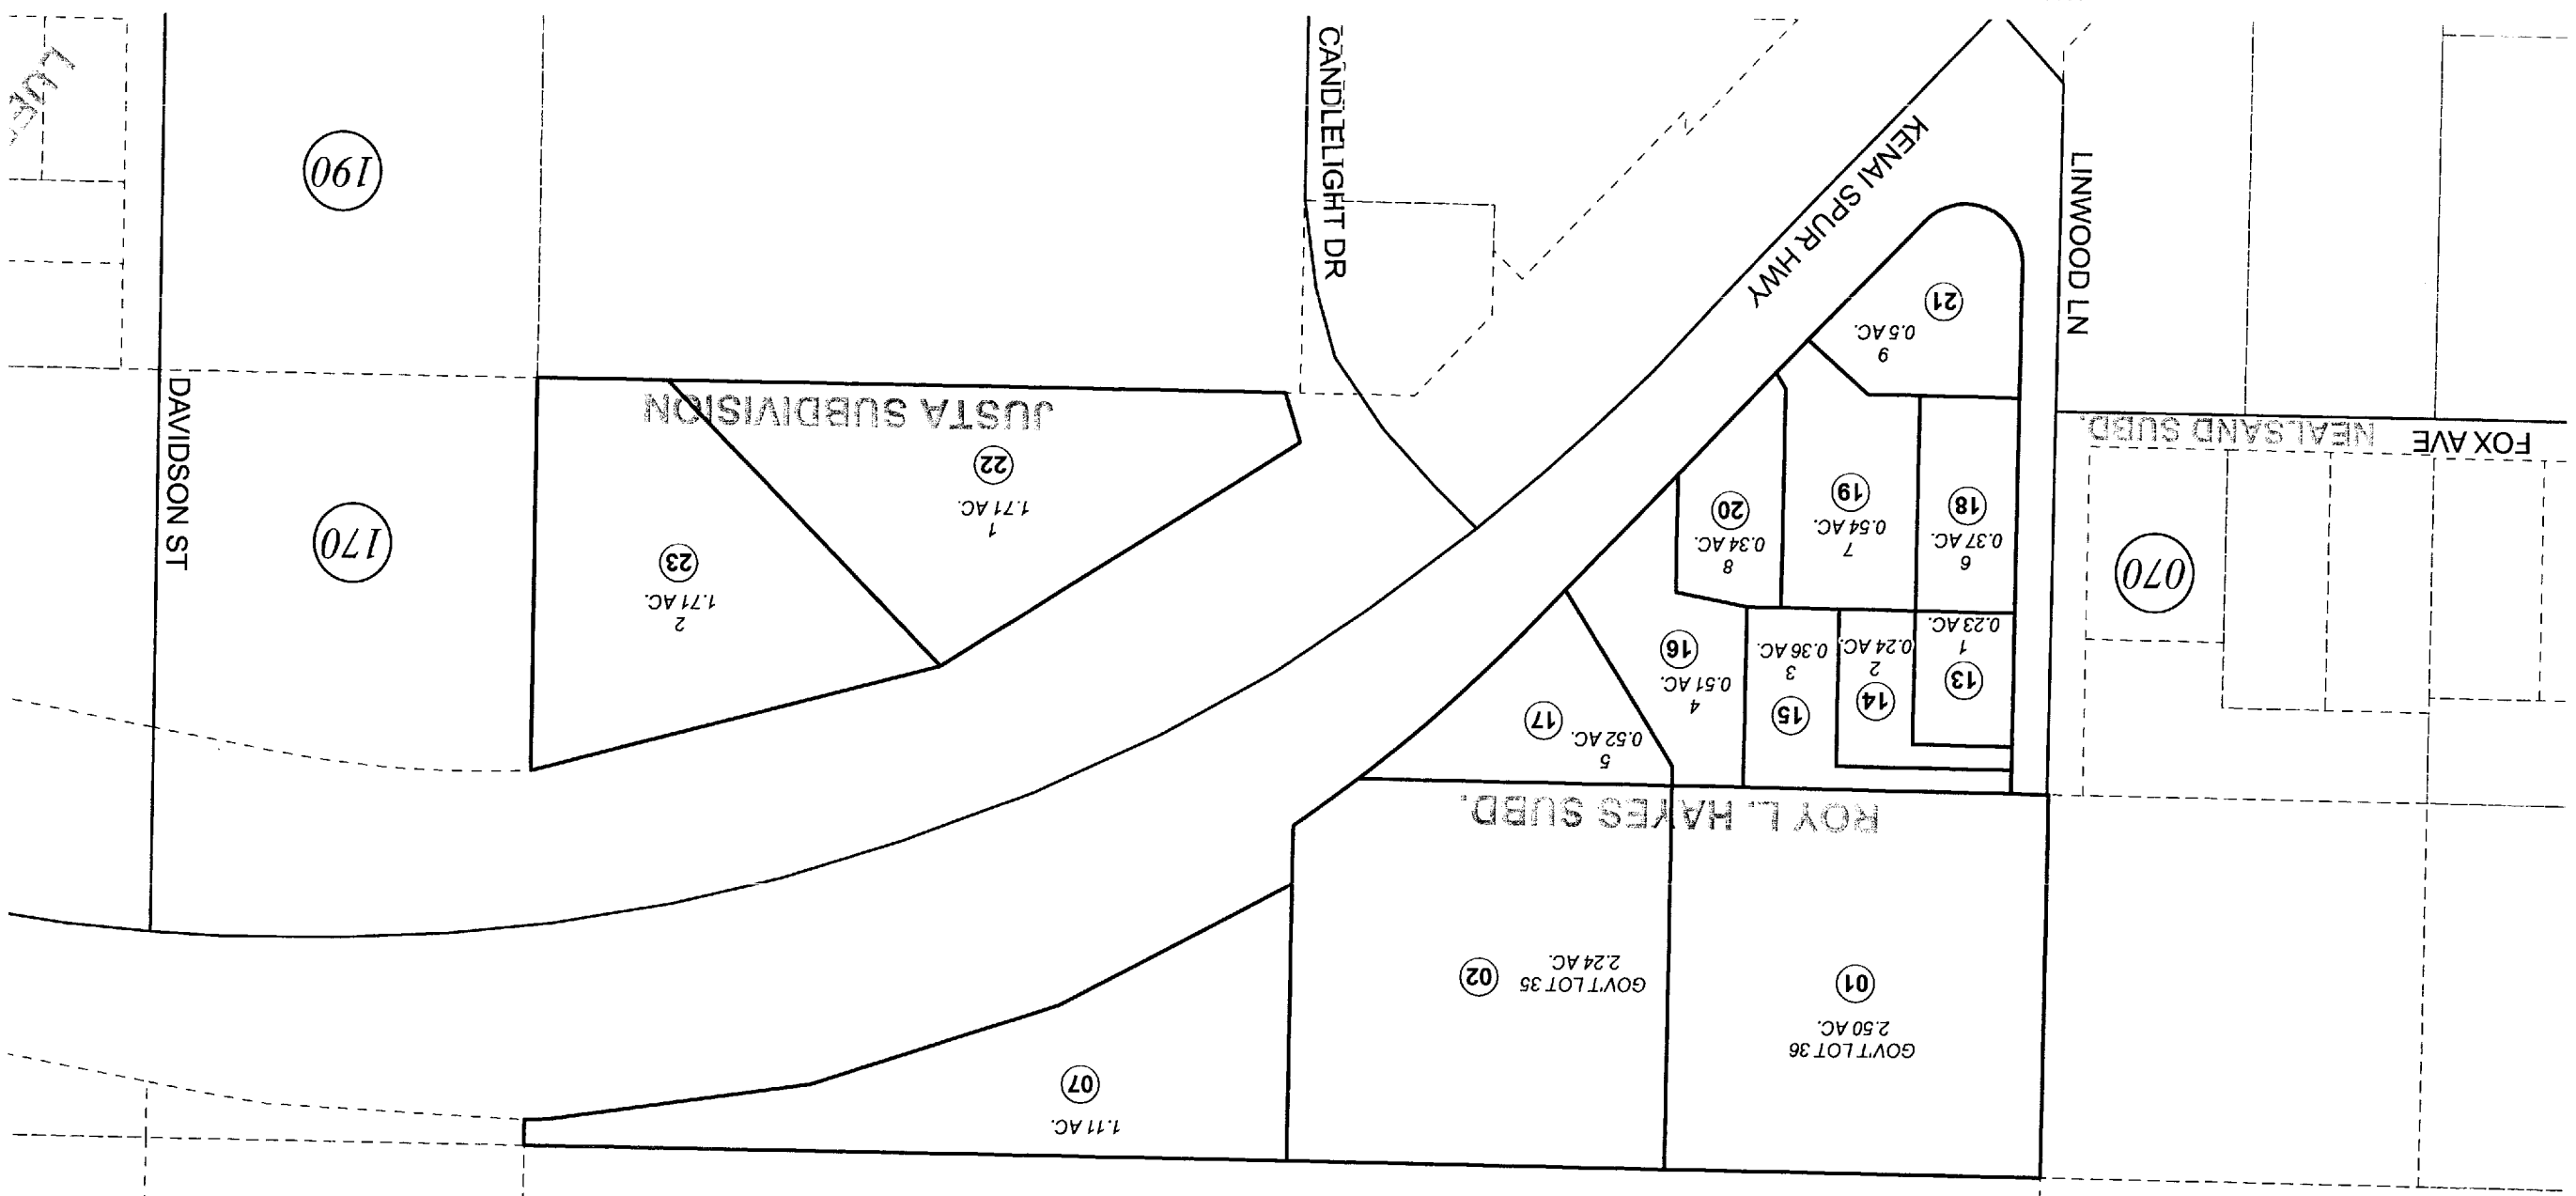 GOV'T LOT 36
2.50 AC.
01
GOV'T LOT 35
2.24 AC.
02
1.11 AC.
07
ROY L. HAYES SUBD.
13
1
0.23 AC.
14
2
0.24 AC.
15
3
0.36 AC.
4
0.51 AC.
16
5
0.52 AC.
17
6
0.37 AC.
18
7
0.54 AC.
19
8
0.34 AC.
20
9
0.5 AC.
21
070
FOX AVE
NEALSAND SUBD.
LINWOOD LN
KENAI SPUR HWY
CANDLELIGHT DR
1
1.71 AC.
22
2
1.71 AC.
23
JUSTA SUBDIVISION
170
DAVIDSON ST
190